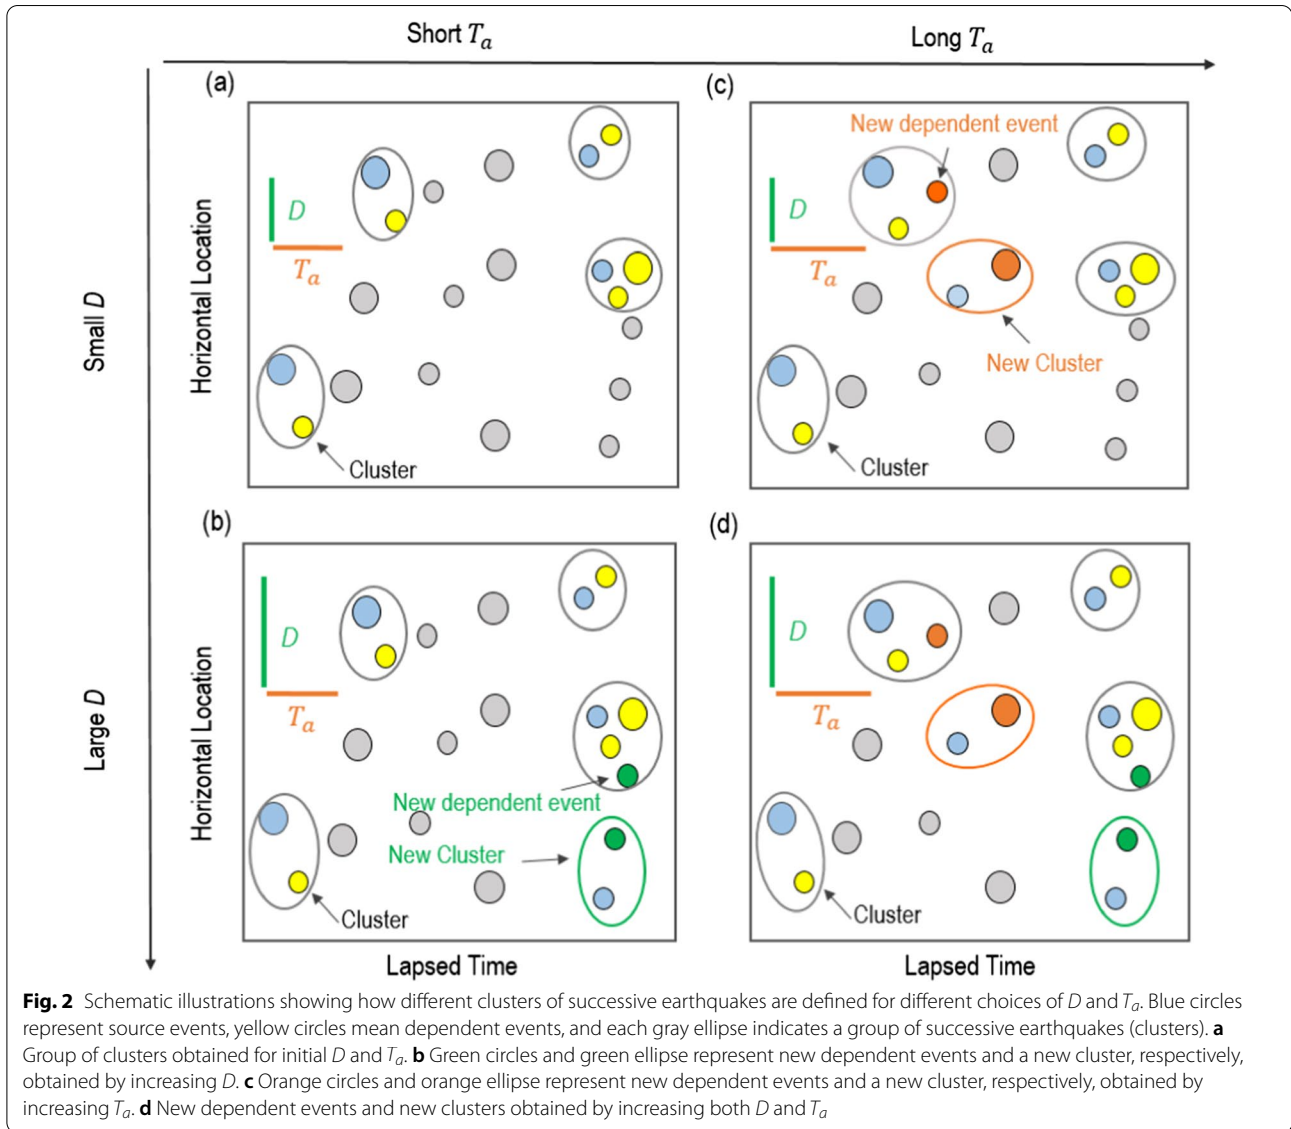 Short Tₐ
Long Tₐ
(a)
(c)
Small D
Horizontal Location
D
Tₐ
Cluster
New dependent event
D
Tₐ
New Cluster
Cluster
(b)
(d)
Large D
Horizontal Location
D
Tₐ
New dependent event
New Cluster
Cluster
D
Tₐ
Cluster
Lapsed Time
Lapsed Time
Fig. 2 Schematic illustrations showing how different clusters of successive earthquakes are defined for different choices of D and Tₐ. Blue circles
represent source events, yellow circles mean dependent events, and each gray ellipse indicates a group of successive earthquakes (clusters). a
Group of clusters obtained for initial D and Tₐ. b Green circles and green ellipse represent new dependent events and a new cluster, respectively,
obtained by increasing D. c Orange circles and orange ellipse represent new dependent events and a new cluster, respectively, obtained by
increasing Tₐ. d New dependent events and new clusters obtained by increasing both D and Tₐ